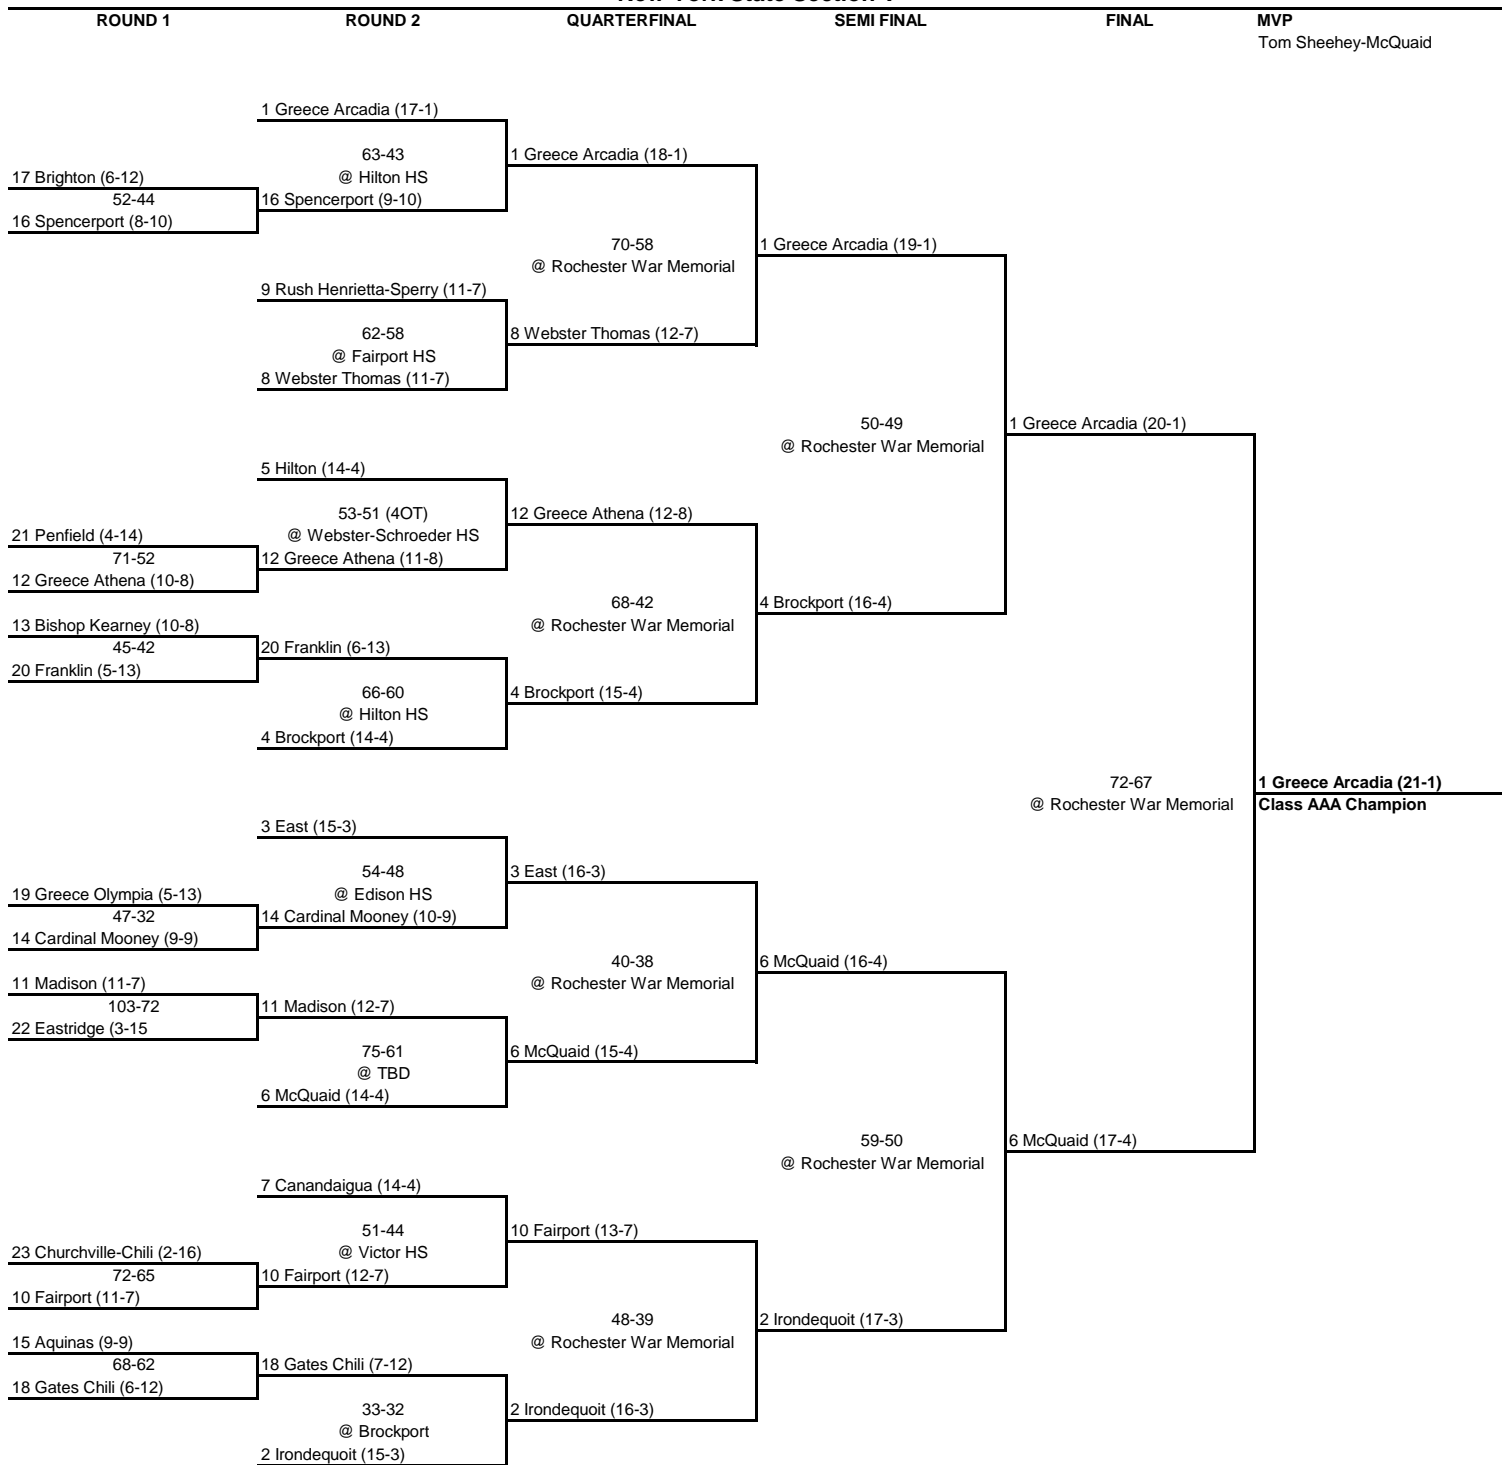 New York State Section V
ROUND 1
ROUND 2
QUARTERFINAL
SEMI FINAL
FINAL
MVP
Tom Sheehey-McQuaid
17 Brighton (6-12)
52-44
16 Spencerport (8-10)
21 Penfield (4-14)
71-52
12 Greece Athena (10-8)
13 Bishop Kearney (10-8)
45-42
20 Franklin (5-13)
19 Greece Olympia (5-13)
47-32
14 Cardinal Mooney (9-9)
11 Madison (11-7)
103-72
22 Eastridge (3-15
23 Churchville-Chili (2-16)
72-65
10 Fairport (11-7)
15 Aquinas (9-9)
68-62
18 Gates Chili (6-12)
1 Greece Arcadia (17-1)
63-43
@ Hilton HS
16 Spencerport (9-10)
9 Rush Henrietta-Sperry (11-7)
62-58
@ Fairport HS
8 Webster Thomas (11-7)
5 Hilton (14-4)
53-51 (4OT)
@ Webster-Schroeder HS
12 Greece Athena (11-8)
20 Franklin (6-13)
66-60
@ Hilton HS
4 Brockport (14-4)
3 East (15-3)
54-48
@ Edison HS
14 Cardinal Mooney (10-9)
11 Madison (12-7)
75-61
@ TBD
6 McQuaid (14-4)
7 Canandaigua (14-4)
51-44
@ Victor HS
10 Fairport (12-7)
18 Gates Chili (7-12)
33-32
@ Brockport
2 Irondequoit (15-3)
1 Greece Arcadia (18-1)
70-58
@ Rochester War Memorial
8 Webster Thomas (12-7)
12 Greece Athena (12-8)
68-42
@ Rochester War Memorial
4 Brockport (15-4)
3 East (16-3)
40-38
@ Rochester War Memorial
6 McQuaid (15-4)
10 Fairport (13-7)
48-39
@ Rochester War Memorial
2 Irondequoit (16-3)
1 Greece Arcadia (19-1)
50-49
@ Rochester War Memorial
4 Brockport (16-4)
6 McQuaid (16-4)
59-50
@ Rochester War Memorial
2 Irondequoit (17-3)
1 Greece Arcadia (20-1)
72-67
@ Rochester War Memorial
6 McQuaid (17-4)
1 Greece Arcadia (21-1)
Class AAA Champion